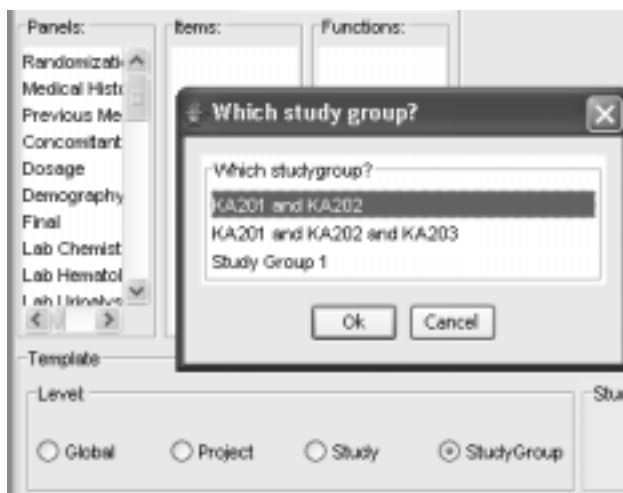 Panels:
Items:
Functions:
Randomizati
Medical Histo
Previous Me
Concomitant
Dosage
Demography
Final
Lab Chemist
Lab Hematol
Lab Urinalys
Which study group?
Which studygroup?
KA201 and KA202
KA201 and KA202 and KA203
Study Group 1
Ok
Cancel
Template
Level
Stu
Global
Project
Study
StudyGroup